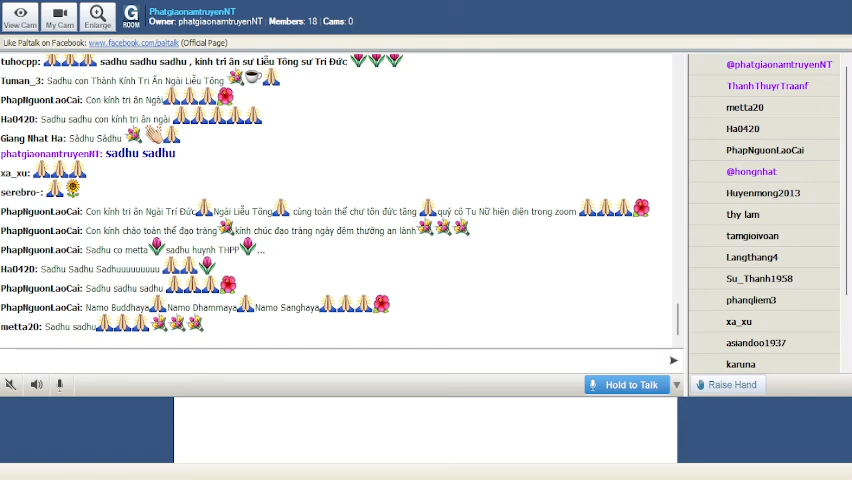 PhatgiaonamtruyenNT
Owner: phatgiaonamtruyenNT | Members: 18 | Cams: 0
View Cam
My Cam
Enlarge
G
ROOM
Like Paltalk on Facebook: www.facebook.com/paltalk (Official Page)
tuhocpp: sadhu sadhu sadhu , kính tri ân sư Liễu Tông sư Trí Đức
Tuman_3: Sadhu con Thành Kính Tri Ân Ngài Liễu Tông
PhapNguonLaoCai: Con kính tri ân Ngài
Ha0420: Sadhu Sadhu con kính tri ân ngài
Giang Nhat Ha: Sàdhu Sàdhu
phatgiaonamtruyenNT: sadhu sadhu
xa_xu:
serebro-:
PhapNguonLaoCai: Con kính tri ân Ngài Trí Đức Ngài Liễu Tông cùng toàn thể chư tôn đức tăng quý cô Tu Nữ hiện diện trong zoom
PhapNguonLaoCai: Con kính chào toàn thể đạo tràng kính chúc đạo tràng ngày đêm thường an lành
PhapNguonLaoCai: Sadhu co metta sadhu huynh THPP ...
Ha0420: Sadhu Sadhu Sadhuuuuuuuuu
PhapNguonLaoCai: Sadhu sadhu sadhu
PhapNguonLaoCai: Namo Buddhaya Namo Dhammaya Namo Sanghaya
metta20: Sadhu sadhu
Hold to Talk
@phatgiaonamtruyenNT
ThanhThuyrTraanf
metta20
Ha0420
PhapNguonLaoCai
@hongnhat
Huyenmong2013
thy lam
tamgioivoan
Langthang4
Su_Thanh1958
phanqliem3
xa_xu
asiandoo1937
karuna
Raise Hand